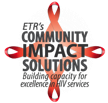 ETR's
COMMUNITY
IMPACT
SOLUTIONS
Building capacity for
excellence in HIV services